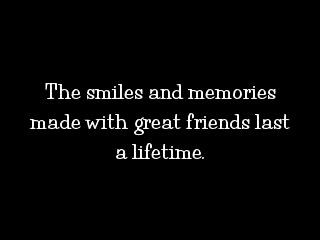 The smiles and memories
made with great friends last
a lifetime.